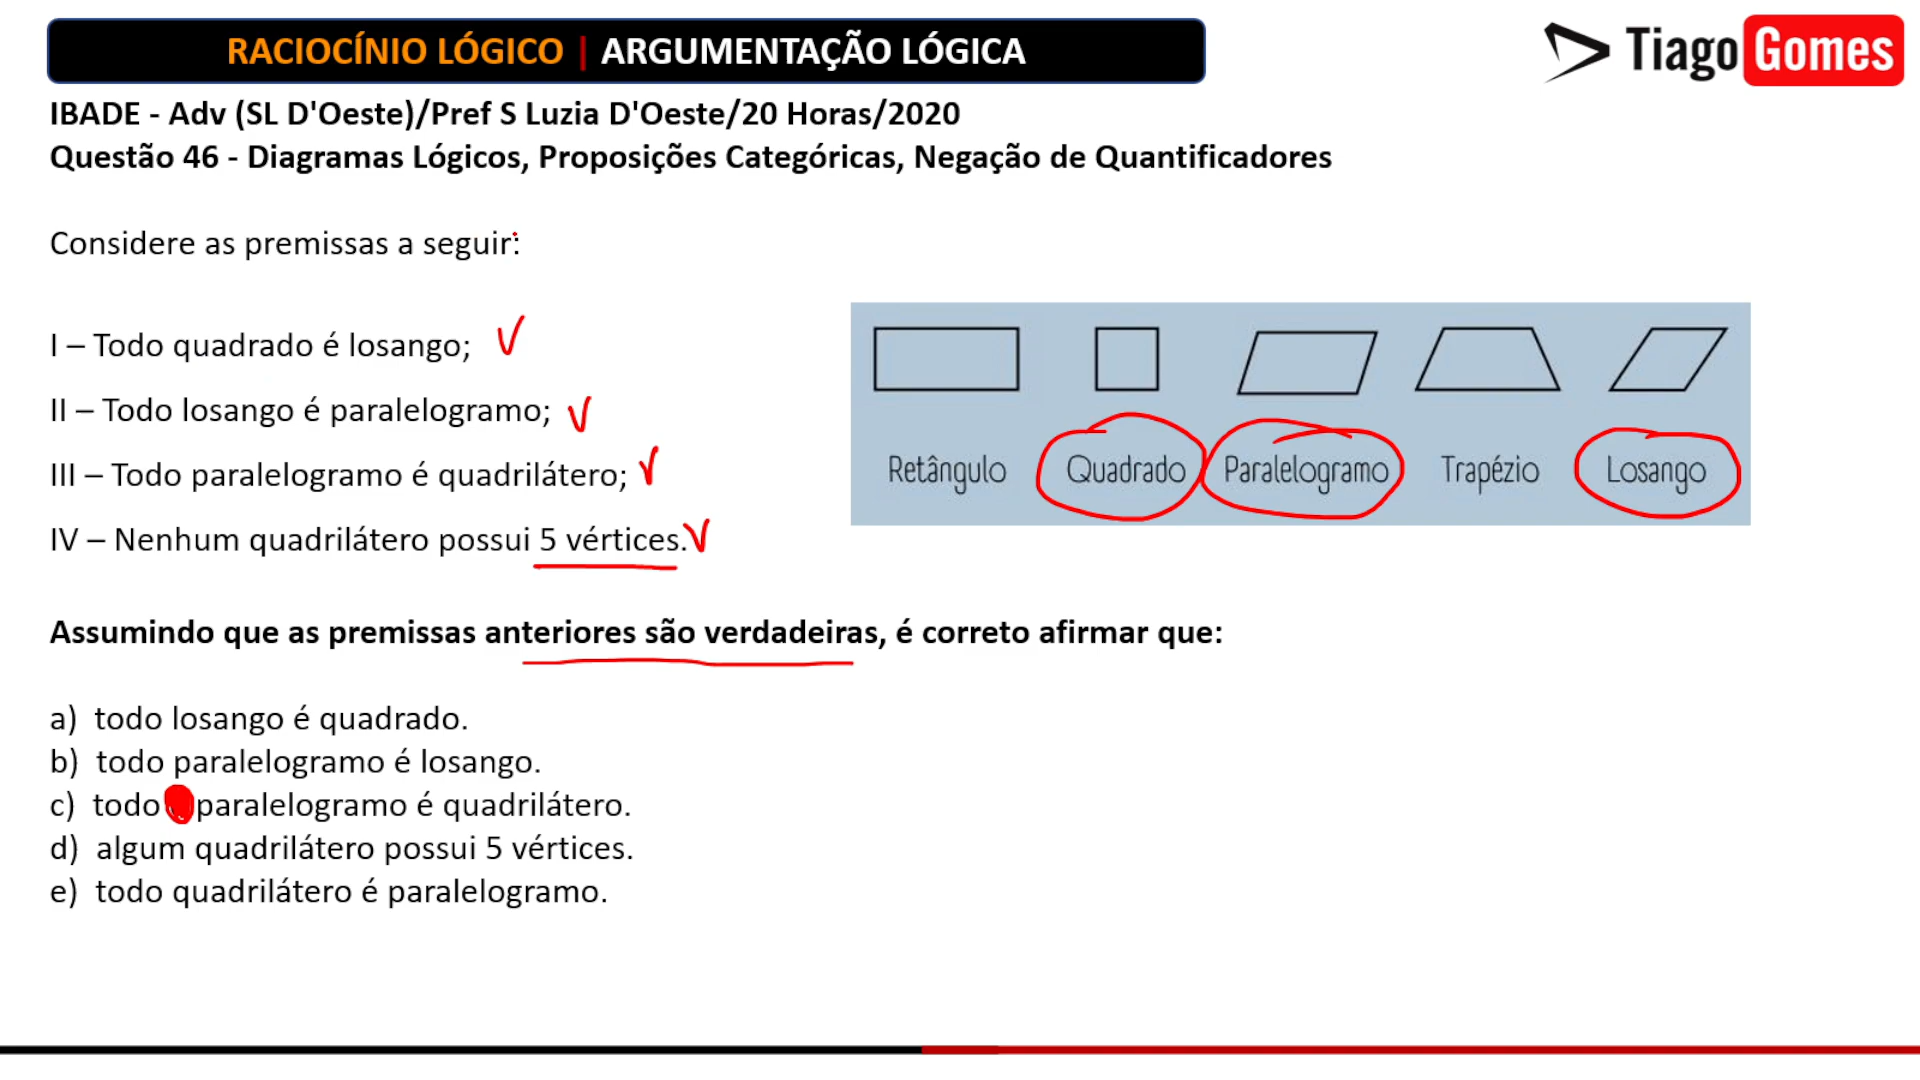 RACIOCÍNIO LÓGICO | ARGUMENTAÇÃO LÓGICA
Tiago Gomes
IBADE - Adv (SL D'Oeste)/Pref S Luzia D'Oeste/20 Horas/2020
Questão 46 - Diagramas Lógicos, Proposições Categóricas, Negação de Quantificadores
Considere as premissas a seguir:
I – Todo quadrado é losango;
II – Todo losango é paralelogramo;
III – Todo paralelogramo é quadrilátero;
IV – Nenhum quadrilátero possui 5 vértices.
Retângulo Quadrado Paralelogramo Trapézio Losango
Assumindo que as premissas anteriores são verdadeiras, é correto afirmar que:
a) todo losango é quadrado.
b) todo paralelogramo é losango.
c) todo paralelogramo é quadrilátero.
d) algum quadrilátero possui 5 vértices.
e) todo quadrilátero é paralelogramo.